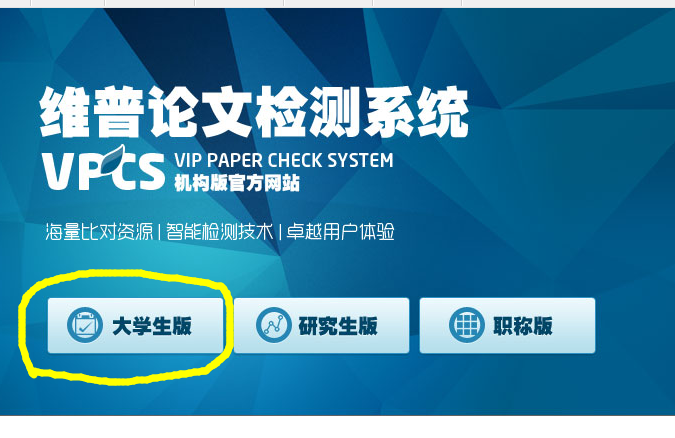 维普论文检测系统
VPCS VIP PAPER CHECK SYSTEM
机构版官方网站
海量比对资源 | 智能检测技术 | 卓越用户体验
大学生版 研究生版 职称版